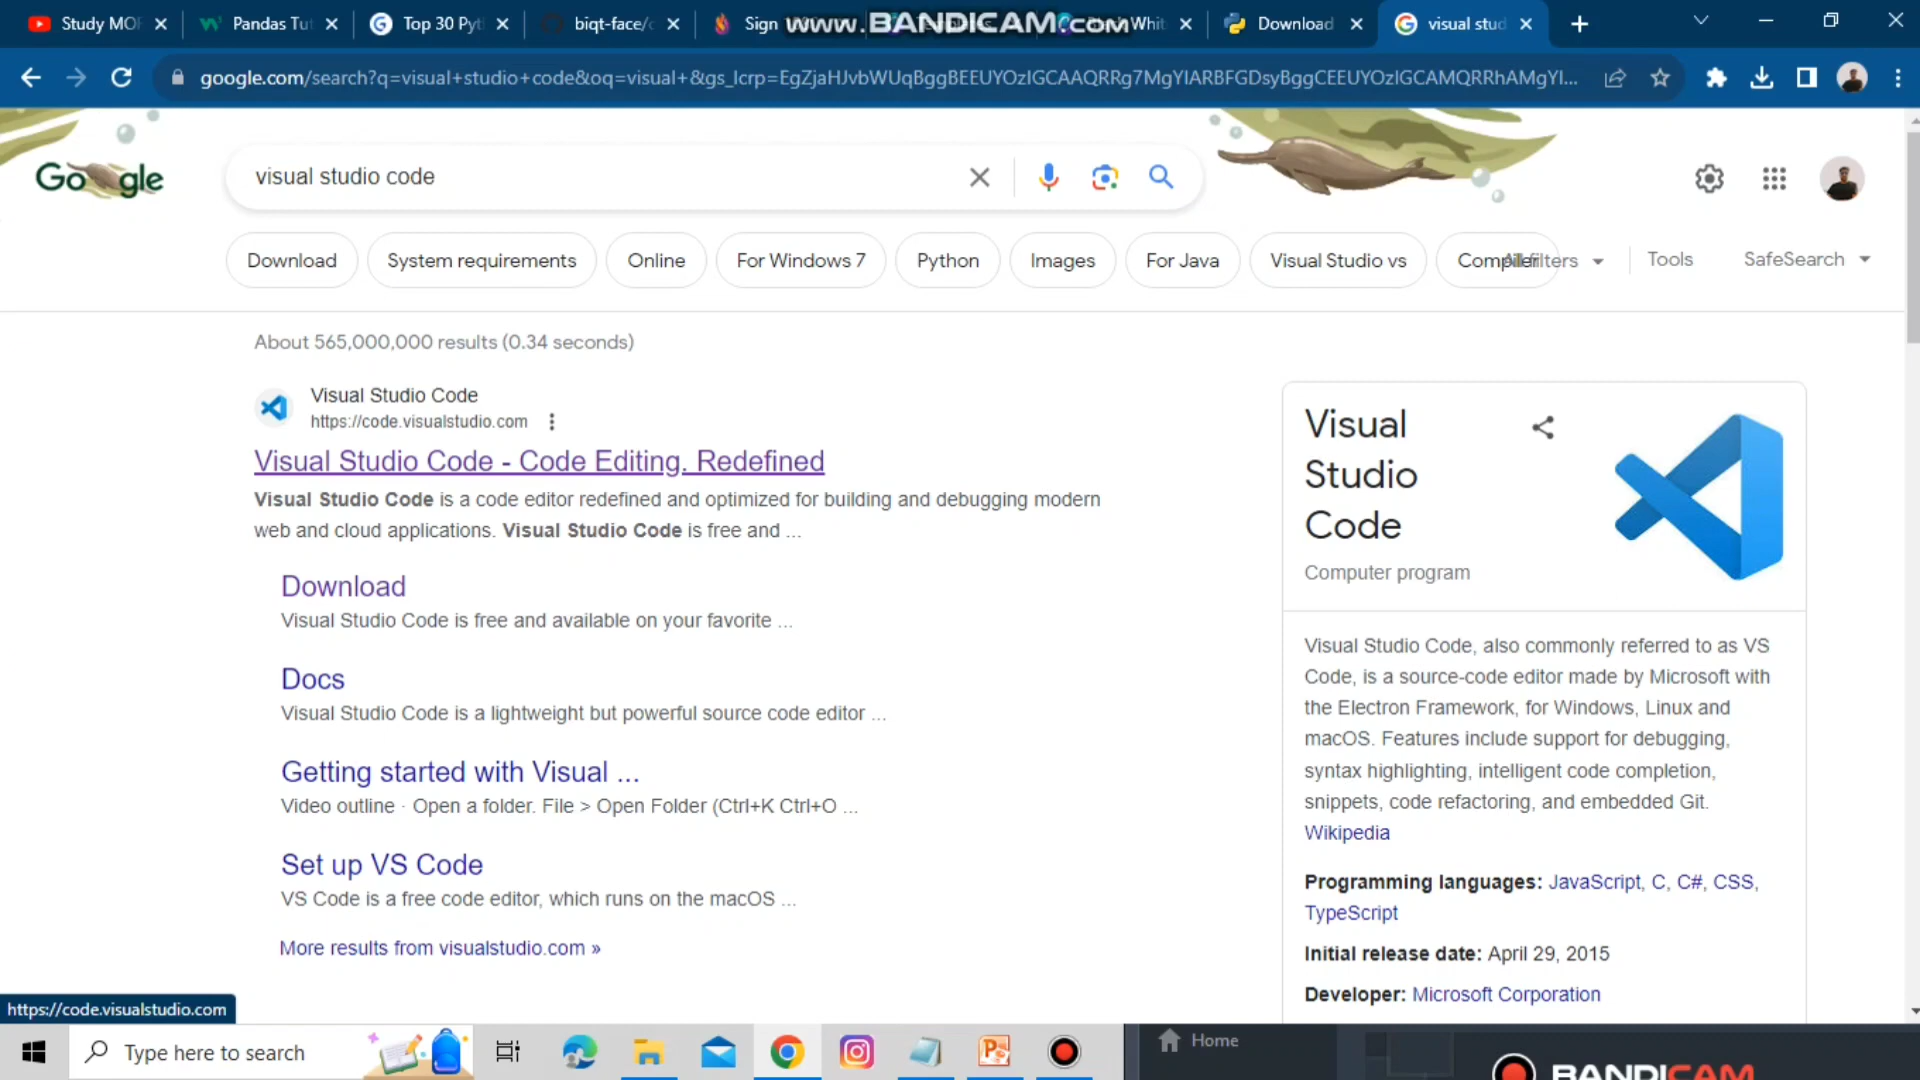 Study MOI
Pandas Tut
Top 30 Pyt
biqt-face/c
Sign
www.BANDICAM.com
Whit
Download
visual stud
google.com/search?q=visual+studio+code&oq=visual+&gs_lcrp=EgZjaHJvbWUqBggBEEUYOzIGCAAQRRg7MgYIARBFGDsyBggCEEUYOzIGCAMQRRhAMgYI...
Google
visual studio code
Download
System requirements
Online
For Windows 7
Python
Images
For Java
Visual Studio vs
Compiler
All filters
Tools
SafeSearch
About 565,000,000 results (0.34 seconds)
Visual Studio Code
https://code.visualstudio.com
Visual Studio Code - Code Editing. Redefined
Visual Studio Code is a code editor redefined and optimized for building and debugging modern
web and cloud applications. Visual Studio Code is free and ...
Download
Visual Studio Code is free and available on your favorite ...
Docs
Visual Studio Code is a lightweight but powerful source code editor ...
Getting started with Visual ...
Video outline · Open a folder. File > Open Folder (Ctrl+K Ctrl+O ...
Set up VS Code
VS Code is a free code editor, which runs on the macOS ...
More results from visualstudio.com »
Visual
Studio
Code
Computer program
Visual Studio Code, also commonly referred to as VS
Code, is a source-code editor made by Microsoft with
the Electron Framework, for Windows, Linux and
macOS. Features include support for debugging,
syntax highlighting, intelligent code completion,
snippets, code refactoring, and embedded Git.
Wikipedia
Programming languages: JavaScript, C, C#, CSS,
TypeScript
Initial release date: April 29, 2015
Developer: Microsoft Corporation
https://code.visualstudio.com
Type here to search
Home
BANDICAM